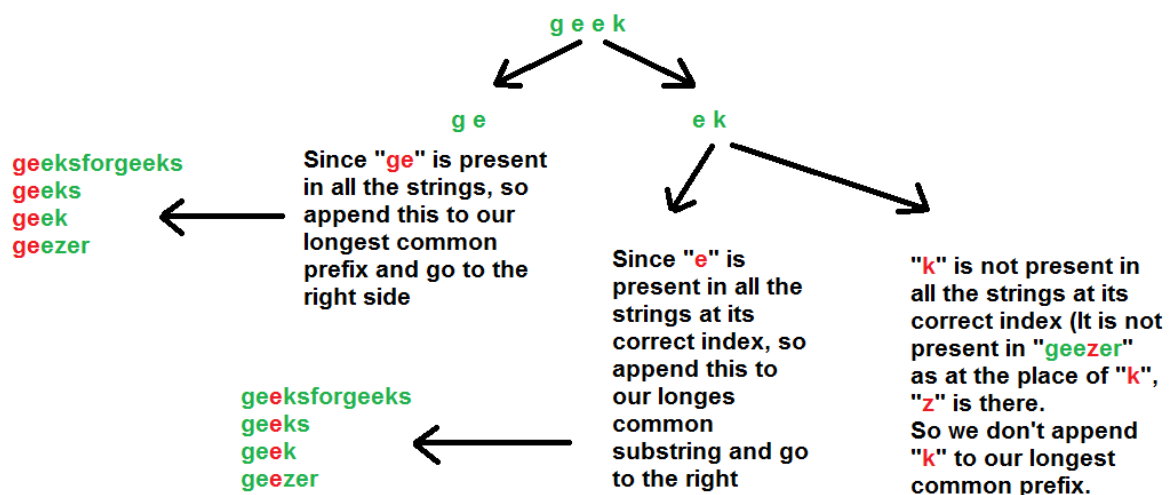 g e e k
g e
e k
geeksforgeeks
geeks
geek
geezer
Since "ge" is present
in all the strings, so
append this to our
longest common
prefix and go to the
right side
Since "e" is
present in all the
strings at its
correct index, so
append this to
our longes
common
substring and go
to the right
geeksforgeeks
geeks
geek
geezer
"k" is not present in
all the strings at its
correct index (It is not
present in "geezer"
as at the place of "k",
"z" is there.
So we don't append
"k" to our longest
common prefix.